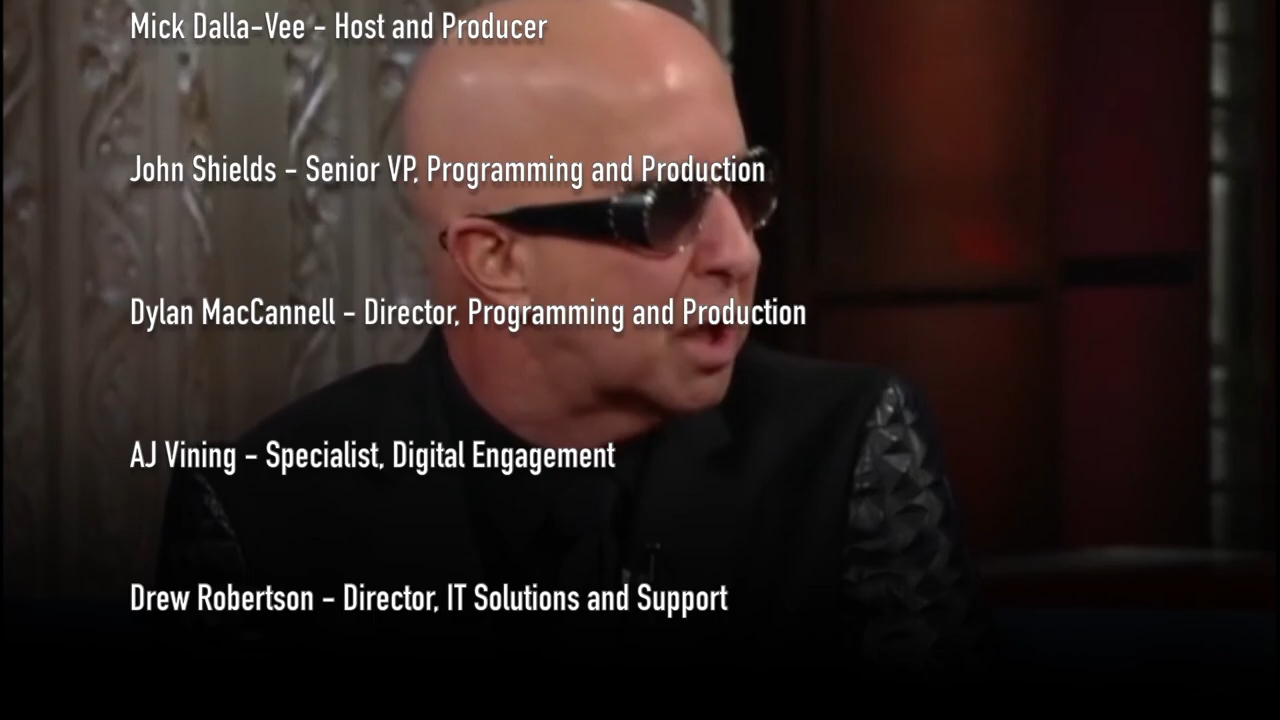 Mick Dalla-Vee - Host and Producer
John Shields - Senior VP, Programming and Production
Dylan MacCannell - Director, Programming and Production
AJ Vining - Specialist, Digital Engagement
Drew Robertson - Director, IT Solutions and Support